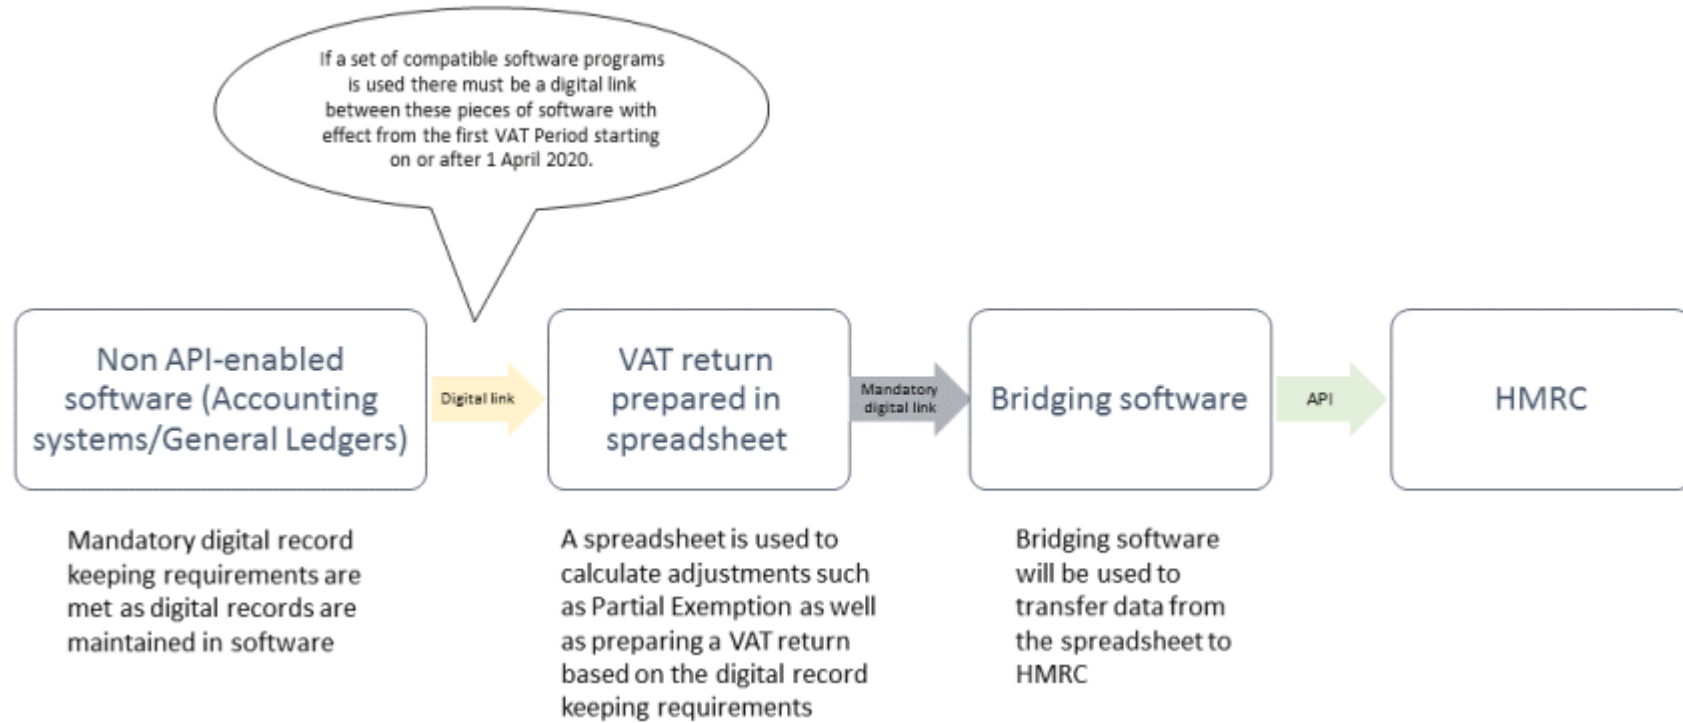 If a set of compatible software programs
is used there must be a digital link
between these pieces of software with
effect from the first VAT Period starting
on or after 1 April 2020.
Non API-enabled
software (Accounting
systems/General Ledgers)
Digital link
VAT return
prepared in
spreadsheet
Mandatory
digital link
Bridging software
API
HMRC
Mandatory digital record
keeping requirements are
met as digital records are
maintained in software
A spreadsheet is used to
calculate adjustments such
as Partial Exemption as well
as preparing a VAT return
based on the digital record
keeping requirements
Bridging software
will be used to
transfer data from
the spreadsheet to
HMRC